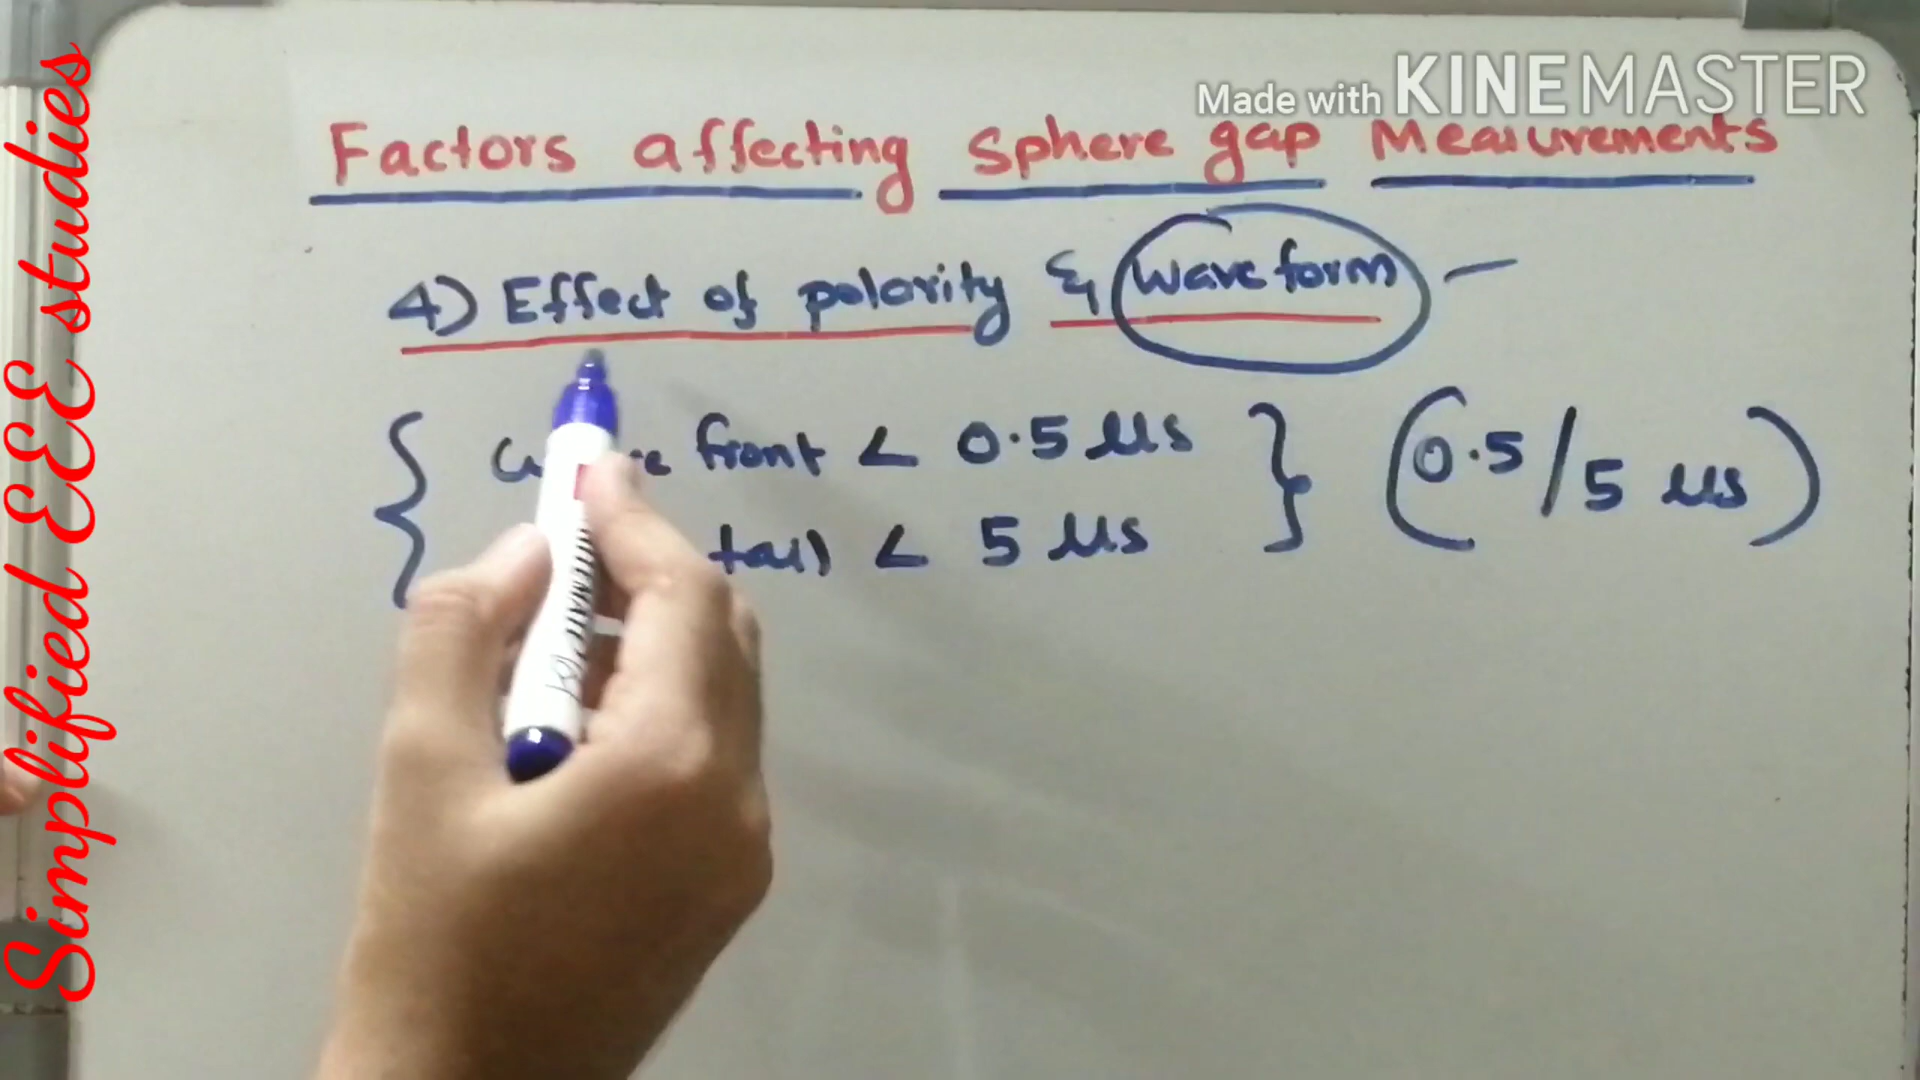 Made with KINEMASTER
Factors affecting sphere gap Measurements
4) Effect of polority & Wave form –
front < 0.5 μs
tail < 5 μs
(0.5/5 μs)
Simplified EEE studies